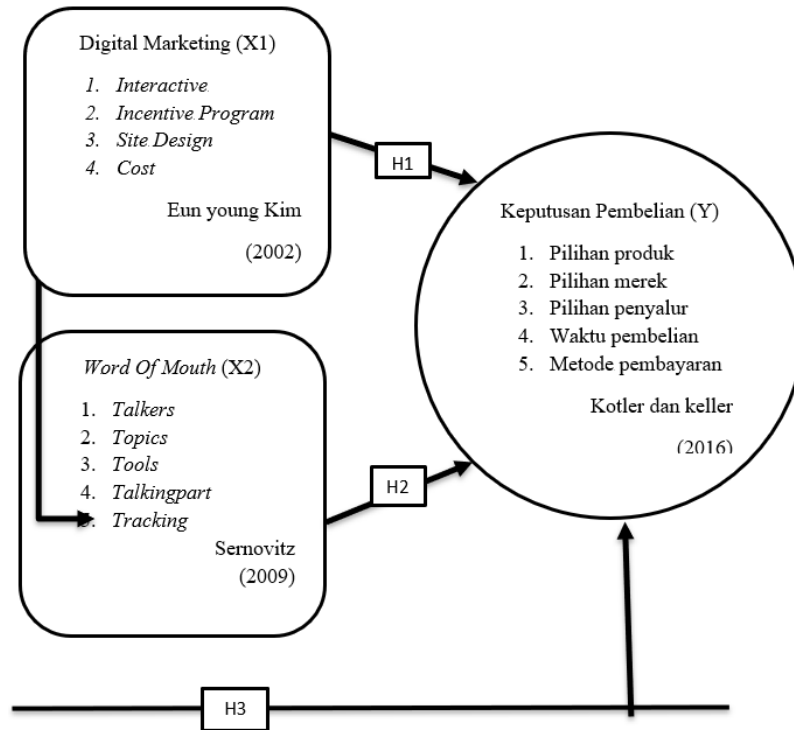 Digital Marketing (X1)
1. Interactive
2. Incentive Program
3. Site Design
4. Cost
Eun young Kim
(2002)
H1
Word Of Mouth (X2)
1. Talkers
2. Topics
3. Tools
4. Talkingpart
5. Tracking
Sernovitz
(2009)
H2
Keputusan Pembelian (Y)
1. Pilihan produk
2. Pilihan merek
3. Pilihan penyalur
4. Waktu pembelian
5. Metode pembayaran
Kotler dan keller
(2016)
H3